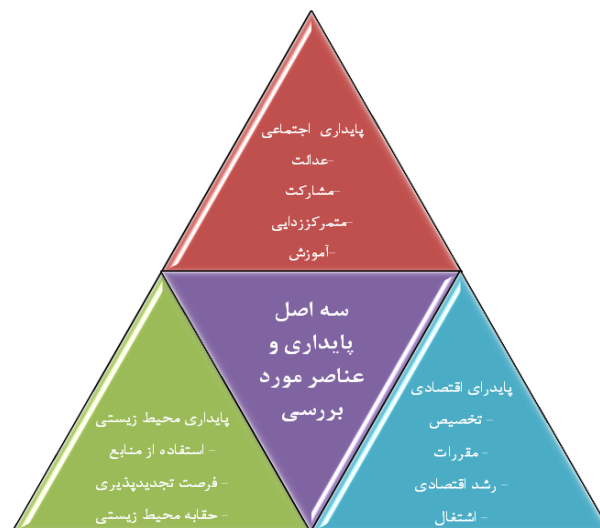 پایداری اجتماعی
-عدالت
-مشارکت
-متمرکززدایی
-آموزش
سه اصل
پایداری و
عناصر مورد
بررسی
پایدرای اقتصادی
- تخصیص
- مقررات
- رشد اقتصادی
- اشتغال
پایداری محیط زیستی
- استفاده از منابع
- فرصت تجدیدپذیری
- حقابه محیط زیستی